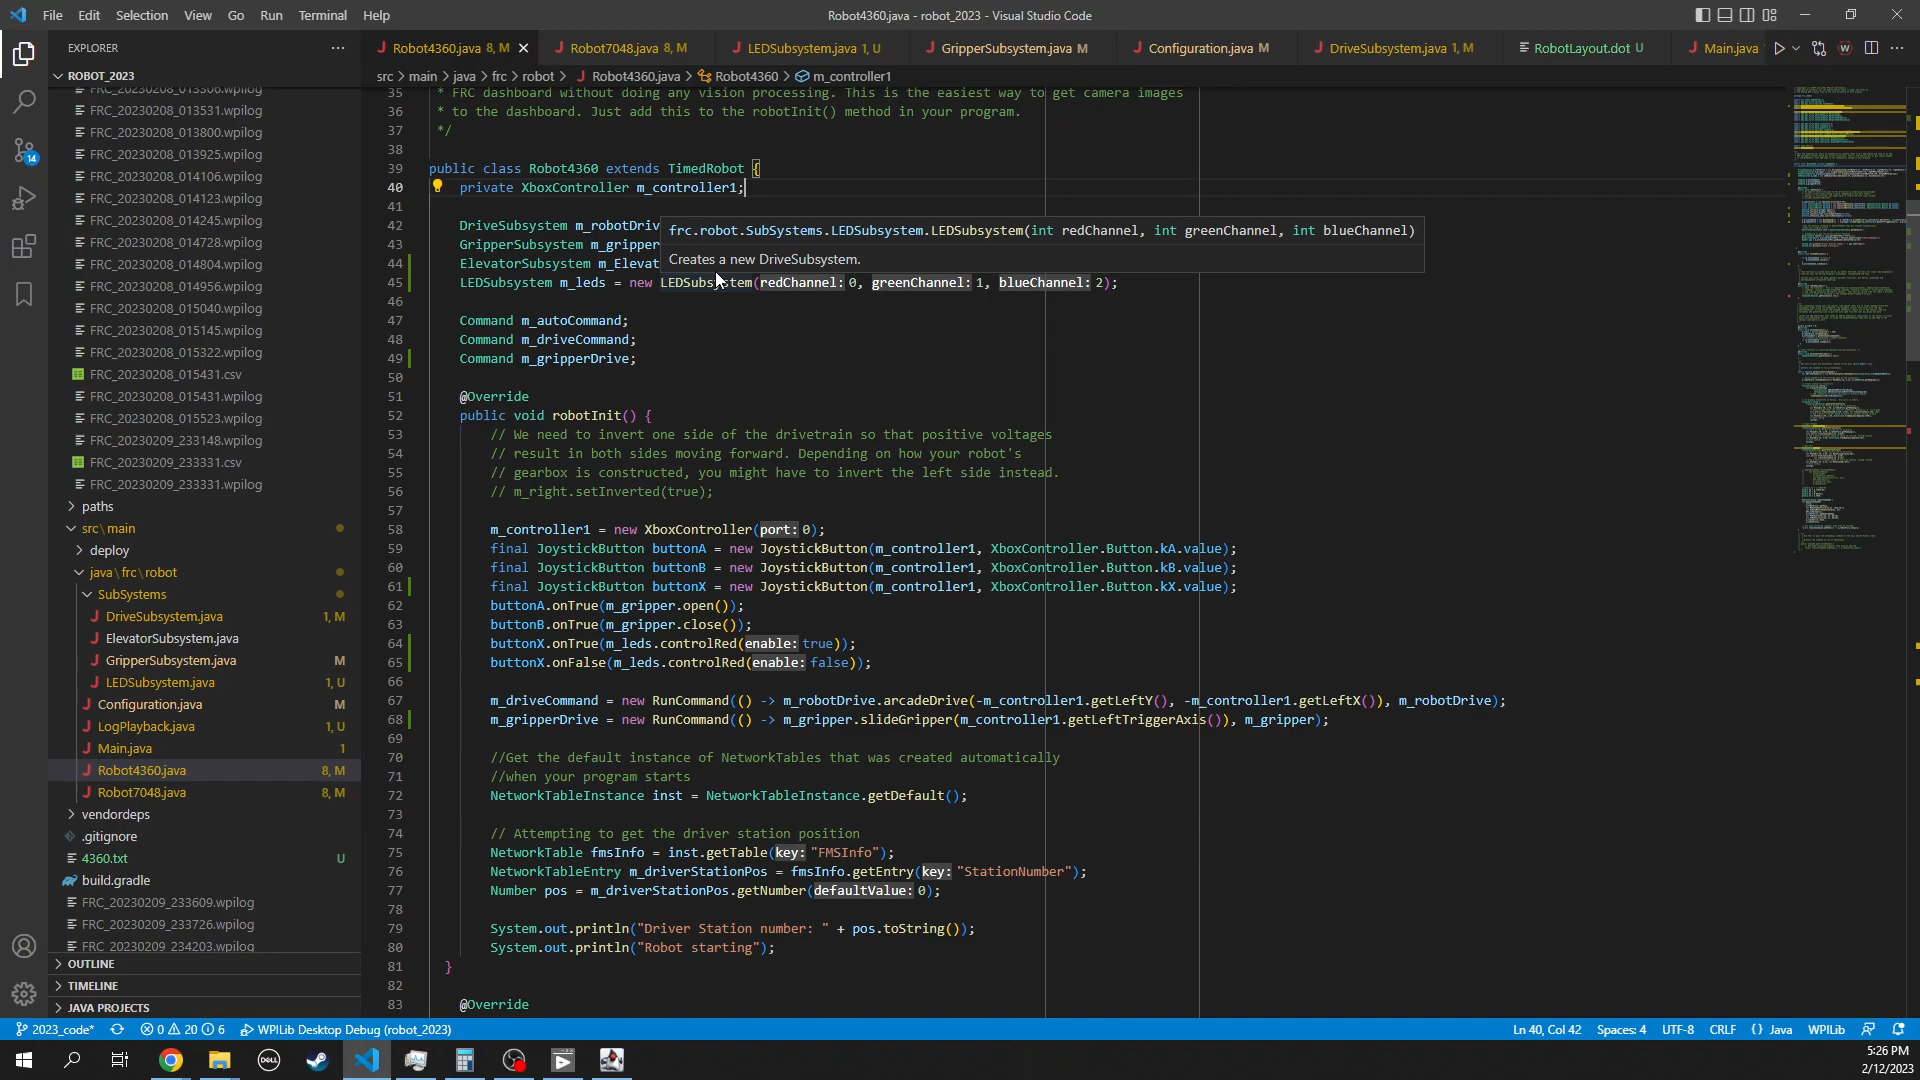 File Edit Selection View Go Run Terminal Help
Robot4360.java - robot_2023 - Visual Studio Code
EXPLORER
ROBOT_2023
FRC_20230208_013306.wpilog
FRC_20230208_013531.wpilog
FRC_20230208_013800.wpilog
FRC_20230208_013925.wpilog
FRC_20230208_014106.wpilog
FRC_20230208_014123.wpilog
FRC_20230208_014245.wpilog
FRC_20230208_014728.wpilog
FRC_20230208_014804.wpilog
FRC_20230208_014956.wpilog
FRC_20230208_015040.wpilog
FRC_20230208_015145.wpilog
FRC_20230208_015322.wpilog
FRC_20230208_015431.csv
FRC_20230208_015431.wpilog
FRC_20230208_015523.wpilog
FRC_20230209_233148.wpilog
FRC_20230209_233331.csv
FRC_20230209_233331.wpilog
paths
src\main
deploy
java\frc\robot
SubSystems
DriveSubsystem.java 1, M
ElevatorSubsystem.java
GripperSubsystem.java M
LEDSubsystem.java 1, U
Configuration.java M
LogPlayback.java 1, U
Main.java 1
Robot4360.java 8, M
Robot7048.java 8, M
vendordeps
.gitignore
4360.txt U
build.gradle
FRC_20230209_233609.wpilog
FRC_20230209_233726.wpilog
FRC_20230209_234203.wpilog
OUTLINE
TIMELINE
JAVA PROJECTS
14
Robot4360.java 8, M Robot7048.java 8, M LEDSubsystem.java 1, U GripperSubsystem.java M Configuration.java M DriveSubsystem.java 1, M RobotLayout.dot U Main.java
src > main > java > frc > robot > Robot4360.java > Robot4360 > m_controller1
35 * FRC dashboard without doing any vision processing. This is the easiest way to get camera images
36 * to the dashboard. Just add this to the robotInit() method in your program.
37 */
38
39 public class Robot4360 extends TimedRobot {
40 private XboxController m_controller1;
41
42 DriveSubsystem m_robotDriv
43 GripperSubsystem m_gripper
44 ElevatorSubsystem m_Elevat
frc.robot.SubSystems.LEDSubsystem.LEDSubsystem(int redChannel, int greenChannel, int blueChannel)
Creates a new DriveSubsystem.
45 LEDSubsystem m_leds = new LEDSubsystem(redChannel: 0, greenChannel: 1, blueChannel: 2);
46
47 Command m_autoCommand;
48 Command m_driveCommand;
49 Command m_gripperDrive;
50
51 @Override
52 public void robotInit() {
53 // We need to invert one side of the drivetrain so that positive voltages
54 // result in both sides moving forward. Depending on how your robot's
55 // gearbox is constructed, you might have to invert the left side instead.
56 // m_right.setInverted(true);
57
58 m_controller1 = new XboxController(port: 0);
59 final JoystickButton buttonA = new JoystickButton(m_controller1, XboxController.Button.kA.value);
60 final JoystickButton buttonB = new JoystickButton(m_controller1, XboxController.Button.kB.value);
61 final JoystickButton buttonX = new JoystickButton(m_controller1, XboxController.Button.kX.value);
62 buttonA.onTrue(m_gripper.open());
63 buttonB.onTrue(m_gripper.close());
64 buttonX.onTrue(m_leds.controlRed(enable: true));
65 buttonX.onFalse(m_leds.controlRed(enable: false));
66
67 m_driveCommand = new RunCommand(() -> m_robotDrive.arcadeDrive(-m_controller1.getLeftY(), -m_controller1.getLeftX()), m_robotDrive);
68 m_gripperDrive = new RunCommand(() -> m_gripper.slideGripper(m_controller1.getLeftTriggerAxis()), m_gripper);
69
70 //Get the default instance of NetworkTables that was created automatically
71 //when your program starts
72 NetworkTableInstance inst = NetworkTableInstance.getDefault();
73
74 // Attempting to get the driver station position
75 NetworkTable fmsInfo = inst.getTable(key: "FMSInfo");
76 NetworkTableEntry m_driverStationPos = fmsInfo.getEntry(key: "StationNumber");
77 Number pos = m_driverStationPos.getNumber(defaultValue: 0);
78
79 System.out.println("Driver Station number: " + pos.toString());
80 System.out.println("Robot starting");
81 }
82
83 @Override
2023_code* 0 20 6 WPILib Desktop Debug (robot_2023)
Ln 40, Col 42 Spaces: 4 UTF-8 CRLF {} Java WPILib
DELL
5:26 PM
2/12/2023